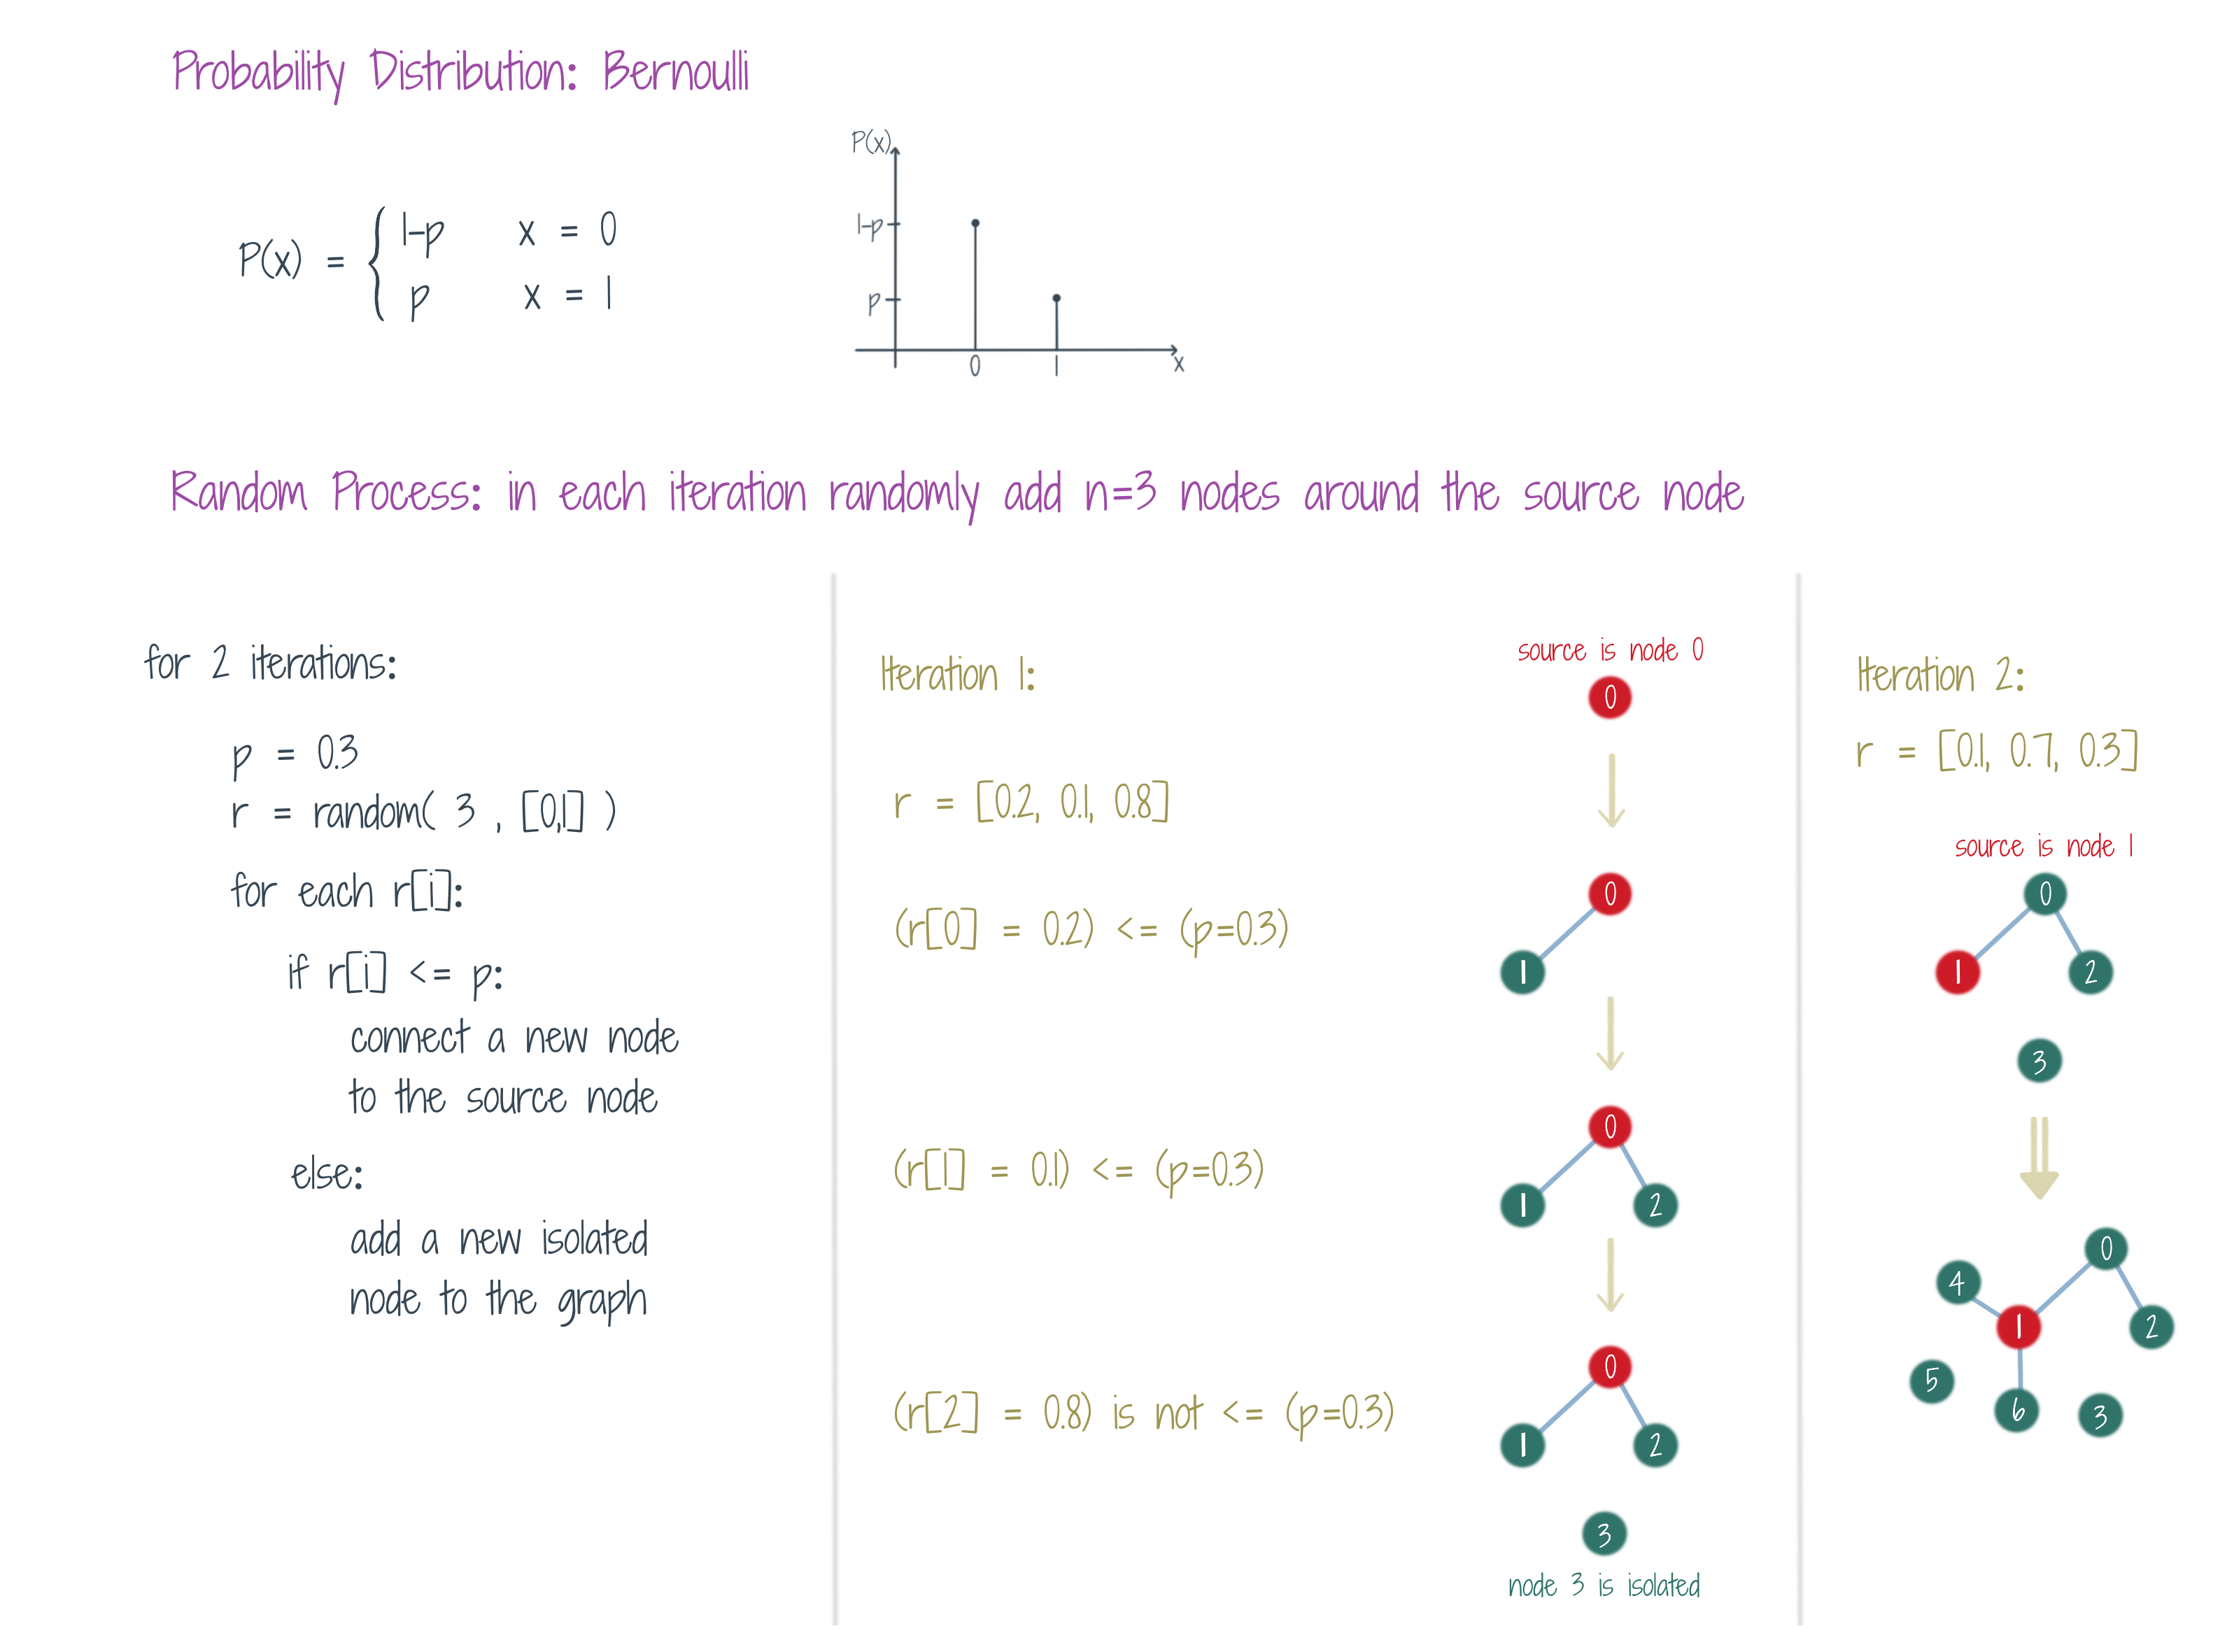 Probability Distribution: Bernoulli
P(x) = { 1-p x = 0
p x = 1
P(x)
1-p
p
0 1 x
Random Process: in each iteration randomly add n=3 nodes around the source node
for 2 iterations:
p = 0.3
r = random( 3 , [0,1] )
for each r[i]:
if r[i] <= p:
connect a new node
to the source node
else:
add a new isolated
node to the graph
Iteration 1:
r = [0.2, 0.1, 0.8]
(r[0] = 0.2) <= (p=0.3)
(r[1] = 0.1) <= (p=0.3)
(r[2] = 0.8) is not <= (p=0.3)
source is node 0
0
0
1
0
1 2
0
1 2
3
node 3 is isolated
Iteration 2:
r = [0.1, 0.7, 0.3]
source is node 1
0
1 2
3
0
4
1 2
5
6 3